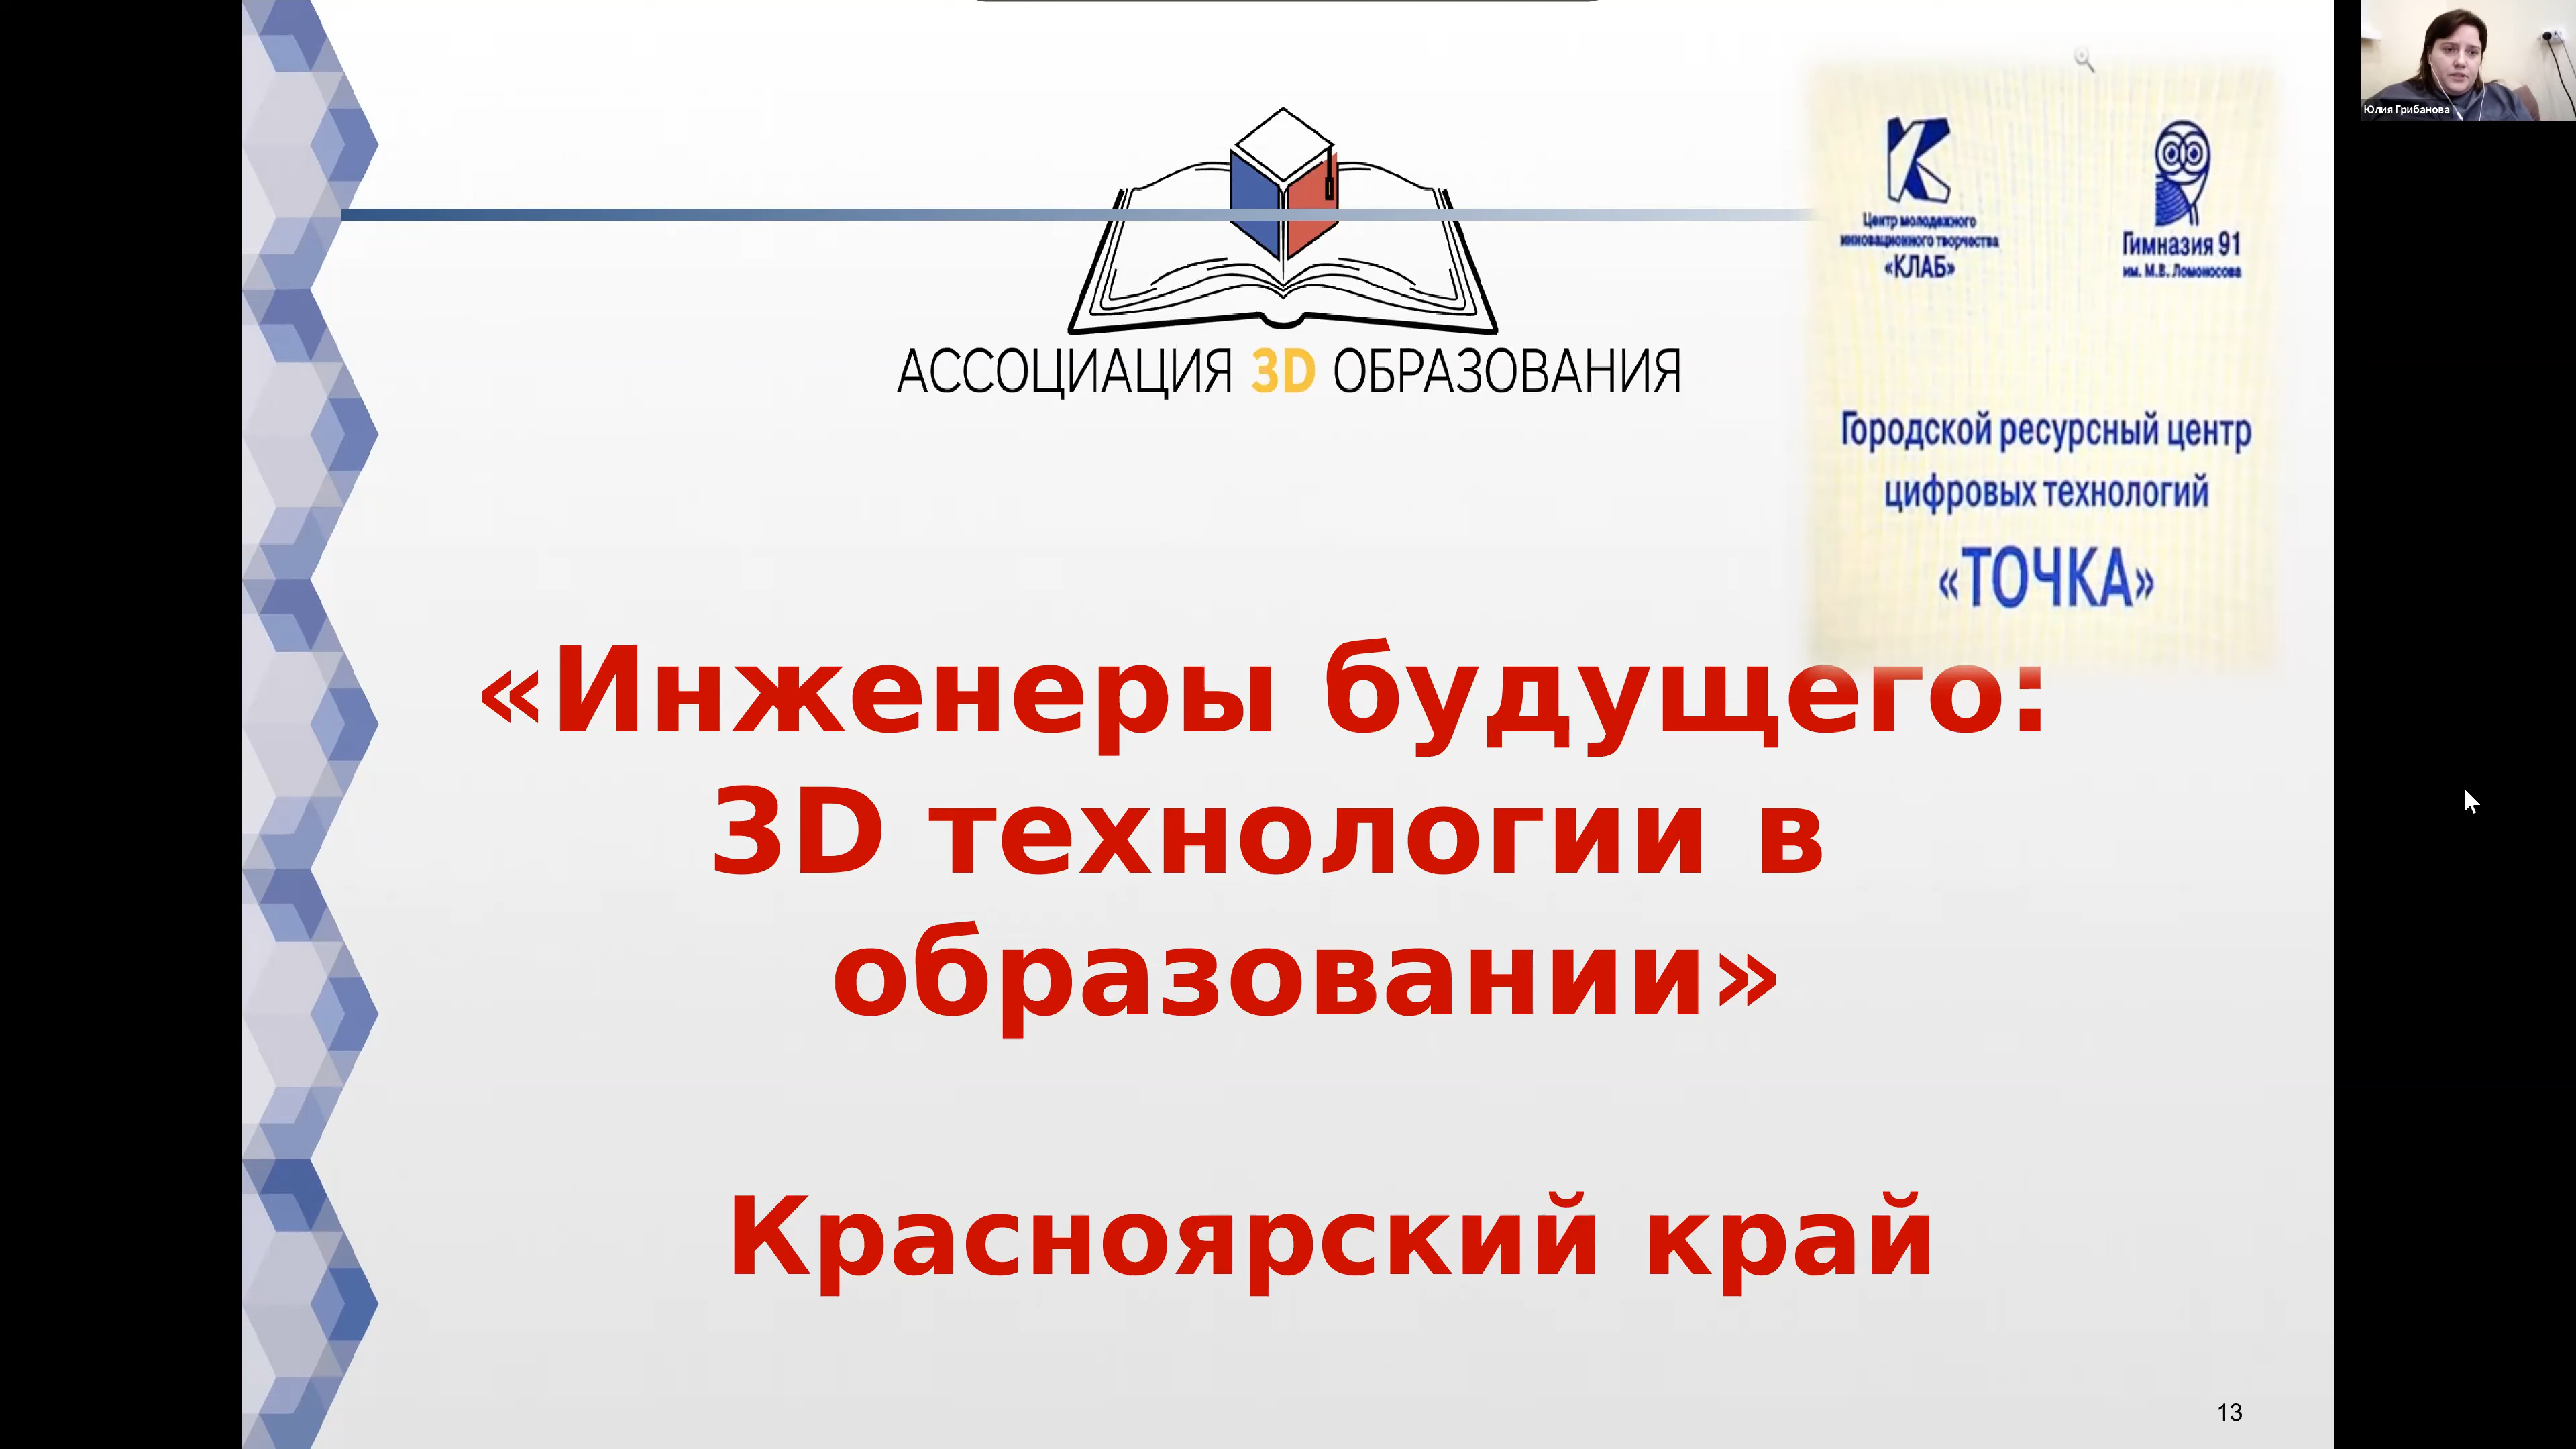 Юлия Грибанова
Центр молодежного
инновационного творчества
«КЛАБ»
Гимназия 91
им. М.В. Ломоносова
АССОЦИАЦИЯ 3D ОБРАЗОВАНИЯ
Городской ресурсный центр
цифровых технологий
«ТОЧКА»
«Инженеры будущего:
3D технологии в
образовании»
Красноярский край
13